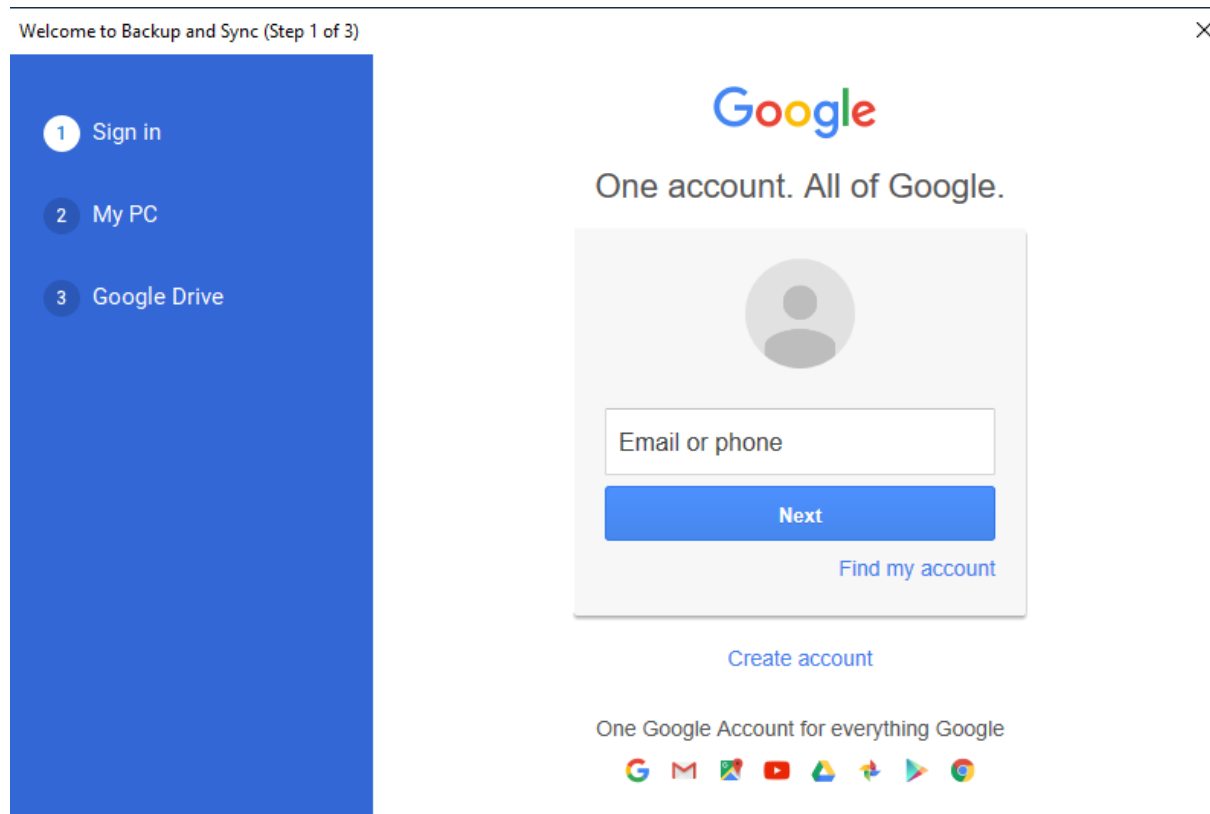 Welcome to Backup and Sync (Step 1 of 3)
1 Sign in
2 My PC
3 Google Drive
Google
One account. All of Google.
Email or phone
Next
Find my account
Create account
One Google Account for everything Google